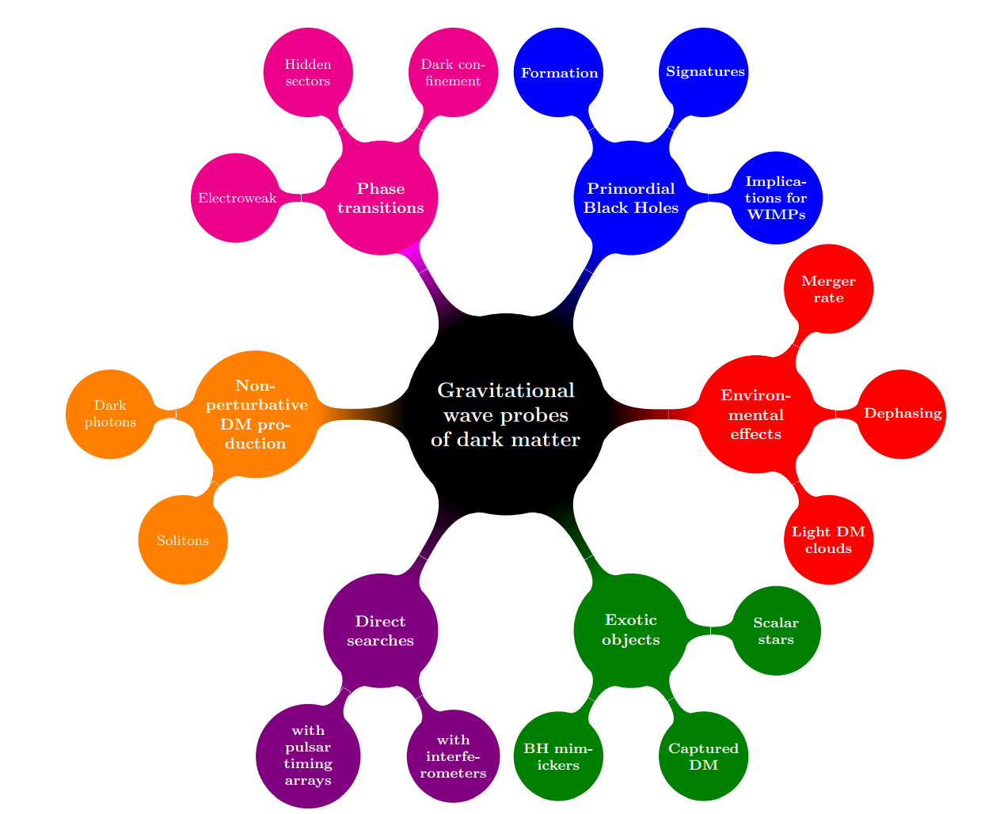 Hidden
sectors
Dark con-
finement
Formation
Signatures
Electroweak
Phase
transitions
Primordial
Black Holes
Implica-
tions for
WIMPs
Merger
rate
Dark
photons
Non-
perturbative
DM pro-
duction
Gravitational
wave probes
of dark matter
Environ-
mental
effects
Dephasing
Solitons
Light DM
clouds
Direct
searches
Exotic
objects
Scalar
stars
with
pulsar
timing
arrays
with
interfe-
rometers
BH mim-
ickers
Captured
DM